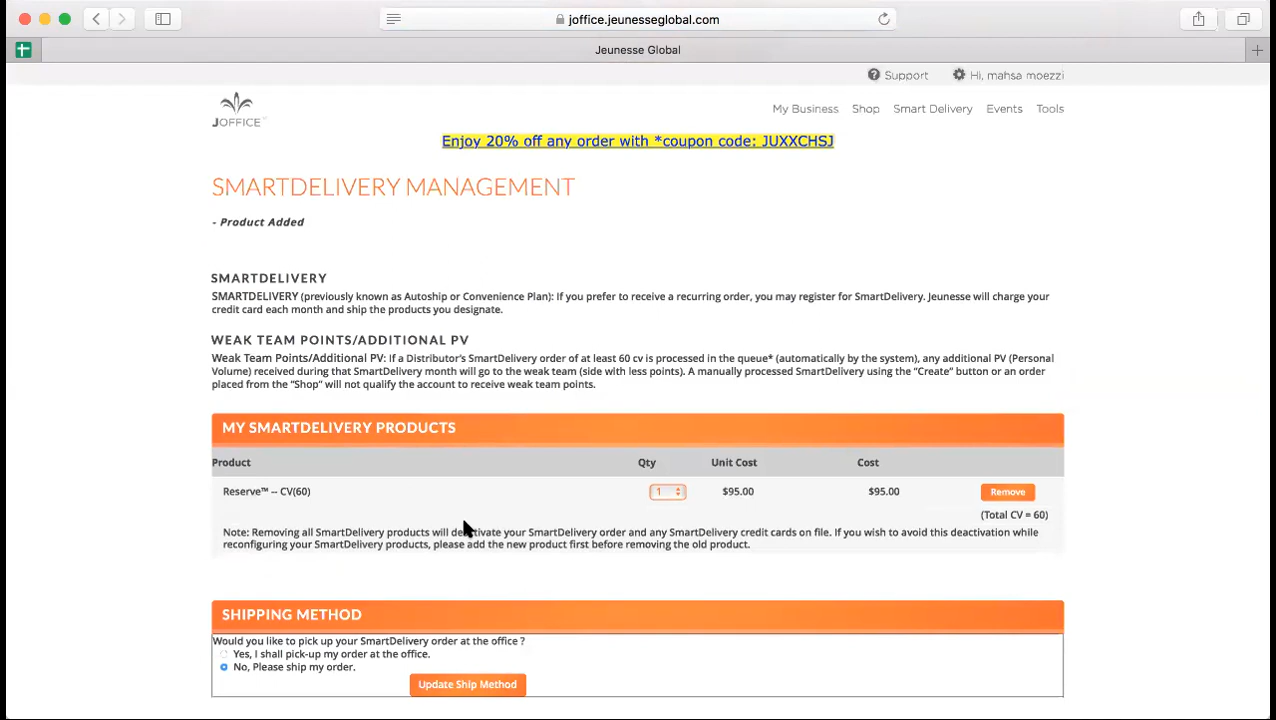 joffice.jeunesseglobal.com
Jeunesse Global
Support
Hi, mahsa moezzi
JOFFICE
My Business
Shop
Smart Delivery
Events
Tools
Enjoy 20% off any order with *coupon code: JUXXCHSJ
SMARTDELIVERY MANAGEMENT
- Product Added
SMARTDELIVERY
SMARTDELIVERY (previously known as Autoship or Convenience Plan): If you prefer to receive a recurring order, you may register for SmartDelivery. Jeunesse will charge your
credit card each month and ship the products you designate.
WEAK TEAM POINTS/ADDITIONAL PV
Weak Team Points/Additional PV: If a Distributor's SmartDelivery order of at least 60 cv is processed in the queue* (automatically by the system), any additional PV (Personal
Volume) received during that SmartDelivery month will go to the weak team (side with less points). A manually processed SmartDelivery using the “Create” button or an order
placed from the “Shop” will not qualify the account to receive weak team points.
MY SMARTDELIVERY PRODUCTS
Product Qty Unit Cost Cost
Reserve™ -- CV(60) 1 $95.00 $95.00 Remove
(Total CV = 60)
Note: Removing all SmartDelivery products will deactivate your SmartDelivery order and any SmartDelivery credit cards on file. If you wish to avoid this deactivation while
reconfiguring your SmartDelivery products, please add the new product first before removing the old product.
SHIPPING METHOD
Would you like to pick up your SmartDelivery order at the office ?
Yes, I shall pick-up my order at the office.
No, Please ship my order.
Update Ship Method